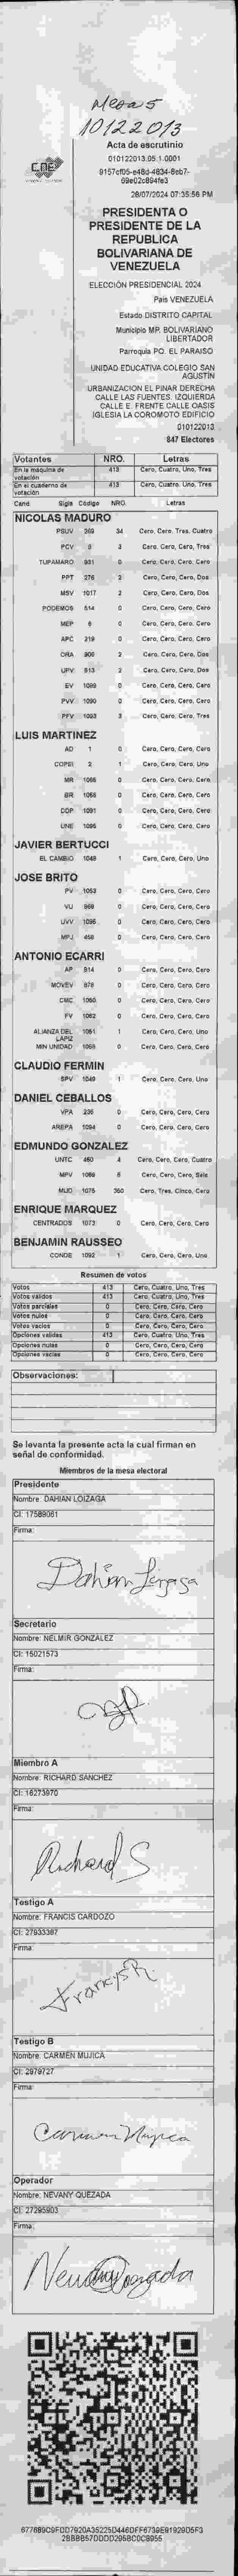 Mesa 5
10122013
CNE
Acta de escrutinio
010122013.05.1.0001
9157cf05-e48d-4834-8eb7-
69e02c894fe3
28/07/2024 07:35:56 PM
PRESIDENTA O
PRESIDENTE DE LA
REPUBLICA
BOLIVARIANA DE
VENEZUELA
ELECCIÓN PRESIDENCIAL 2024
País VENEZUELA
Estado DISTRITO CAPITAL
Municipio MP. BOLIVARIANO
LIBERTADOR
Parroquia PQ. EL PARAISO
UNIDAD EDUCATIVA COLEGIO SAN
AGUSTÍN
URBANIZACION EL PINAR DERECHA
CALLE LAS FUENTES. IZQUIERDA
CALLE E. FRENTE CALLE OASIS
IGLESIA LA COROMOTO EDIFICIO
010122013
847 Electores
Votantes NRO. Letras
En la máquina de votación 413 Cero, Cuatro, Uno, Tres
En el cuaderno de votación 413 Cero, Cuatro, Uno, Tres
Cand Sigla Código NRO. Letras
NICOLAS MADURO
PSUV 269 34 Cero, Cero, Tres, Cuatro
PCV 3 Cero, Cero, Cero, Tres
TUPAMARO 931 0 Cero, Cero, Cero, Cero
PPT 276 2 Cero, Cero, Cero, Dos
MSV 1017 2 Cero, Cero, Cero, Dos
PODEMOS 514 0 Cero, Cero, Cero, Cero
MEP 6 0 Cero, Cero, Cero, Cero
APC 219 0 Cero, Cero, Cero, Cero
ORA 900 2 Cero, Cero, Cero, Dos
UPV 513 2 Cero, Cero, Cero, Dos
EV 1098 0 Cero, Cero, Cero, Cero
PVV 1090 0 Cero, Cero, Cero, Cero
PFV 1093 3 Cero, Cero, Cero, Tres
LUIS MARTINEZ
AD 1 0 Cero, Cero, Cero, Cero
COPEI 2 1 Cero, Cero, Cero, Uno
MR 1066 0 Cero, Cero, Cero, Cero
BR 1056 0 Cero, Cero, Cero, Cero
DDP 1091 0 Cero, Cero, Cero, Cero
UNE 1095 0 Cero, Cero, Cero, Cero
JAVIER BERTUCCI
EL CAMBIO 1048 1 Cero, Cero, Cero, Uno
JOSE BRITO
PV 1053 0 Cero, Cero, Cero, Cero
VU 968 0 Cero, Cero, Cero, Cero
UVV 1096 0 Cero, Cero, Cero, Cero
MPJ 458 0 Cero, Cero, Cero, Cero
ANTONIO ECARRI
AP 914 0 Cero, Cero, Cero, Cero
MOVEV 978 0 Cero, Cero, Cero, Cero
CMC 1060 0 Cero, Cero, Cero, Cero
FV 1062 0 Cero, Cero, Cero, Cero
ALIANZA DEL LÁPIZ 1051 1 Cero, Cero, Cero, Uno
MIN UNIDAD 1068 0 Cero, Cero, Cero, Cero
CLAUDIO FERMIN
SPV 1049 1 Cero, Cero, Cero, Uno
DANIEL CEBALLOS
VPA 236 0 Cero, Cero, Cero, Cero
AREPA 1094 0 Cero, Cero, Cero, Cero
EDMUNDO GONZALEZ
UNTC 460 4 Cero, Cero, Cero, Cuatro
MPV 1069 6 Cero, Cero, Cero, Seis
MUD 1075 350 Cero, Tres, Cinco, Cero
ENRIQUE MARQUEZ
CENTRADOS 1073 0 Cero, Cero, Cero, Cero
BENJAMIN RAUSSEO
CONDE 1092 1 Cero, Cero, Cero, Uno
Resumen de votos
Votos 413 Cero, Cuatro, Uno, Tres
Votos válidos 413 Cero, Cuatro, Uno, Tres
Votos parciales 0 Cero, Cero, Cero, Cero
Votos nulos 0 Cero, Cero, Cero, Cero
Votos vacíos 0 Cero, Cero, Cero, Cero
Opciones válidas 413 Cero, Cuatro, Uno, Tres
Opciones nulas 0 Cero, Cero, Cero, Cero
Opciones vacías 0 Cero, Cero, Cero, Cero
Observaciones:
Se levanta la presente acta la cual firman en
señal de conformidad.
Miembros de la mesa electoral
Presidente
Nombre: DAHIAN LOIZAGA
CI: 17589061
Firma:
Dahian Loizaga
Secretario
Nombre: NELMIR GONZALEZ
CI: 15021573
Firma:
Miembro A
Nombre: RICHARD SANCHEZ
CI: 16273970
Firma:
Richard S
Testigo A
Nombre: FRANCIS CARDOZO
CI: 27933387
Firma:
Testigo B
Nombre: CARMEN MUJICA
CI: 2979727
Firma:
Carmen Mujica
Operador
Nombre: NEVANY QUEZADA
CI: 27295903
Firma:
677689C9FDD7920A35225D446DFF6739E91929D5F3
28BBB57DDDD2958C0C8955